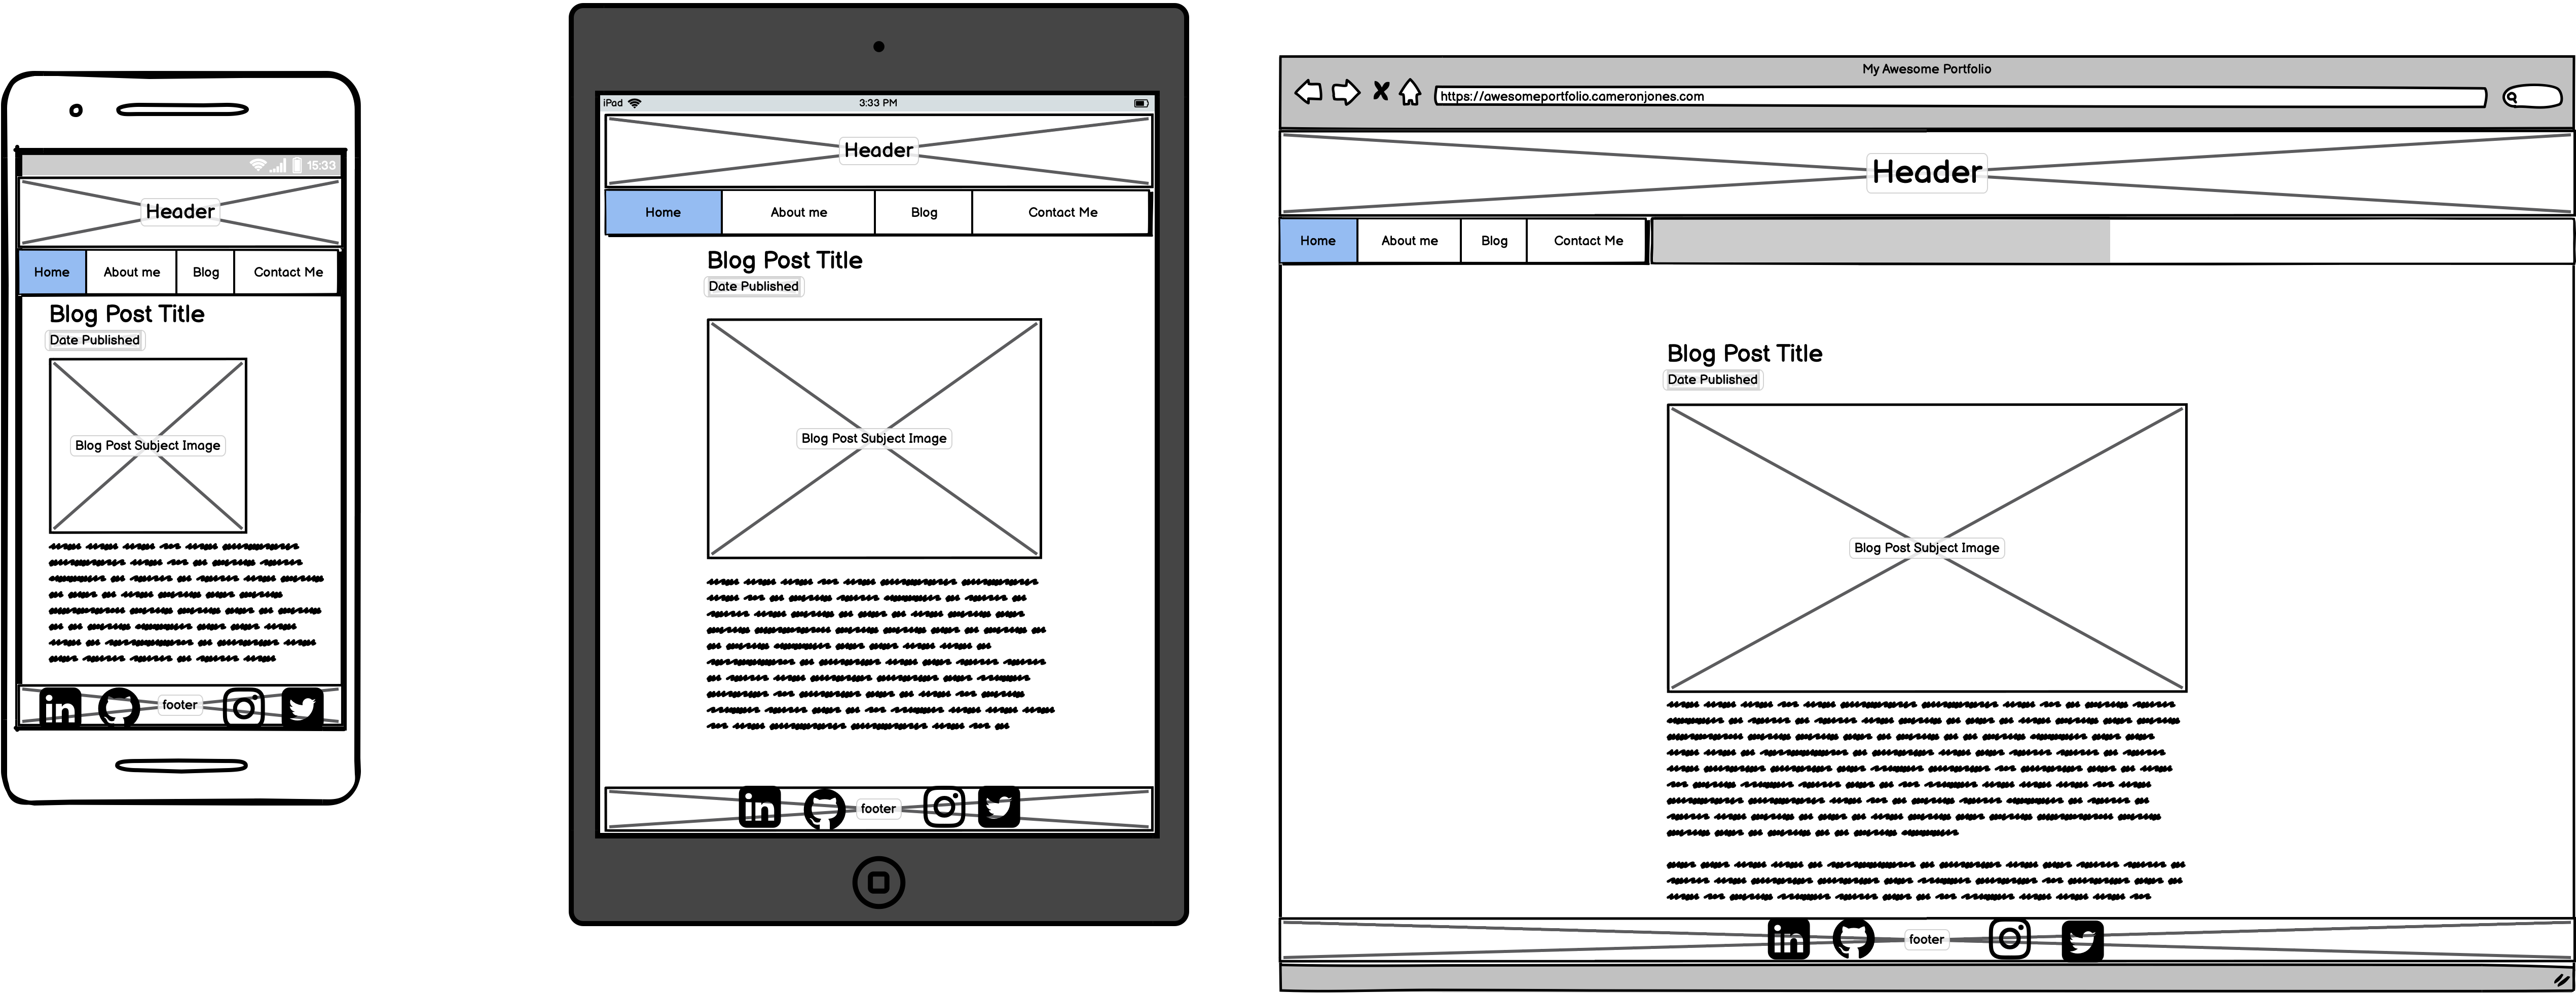 15:33
Header
Home About me Blog Contact Me
Blog Post Title
Date Published
Blog Post Subject Image
in footer
iPad 3:33 PM
Header
Home About me Blog Contact Me
Blog Post Title
Date Published
Blog Post Subject Image
in footer
My Awesome Portfolio
https://awesomeportfolio.cameronjones.com
Header
Home About me Blog Contact Me
Blog Post Title
Date Published
Blog Post Subject Image
in footer